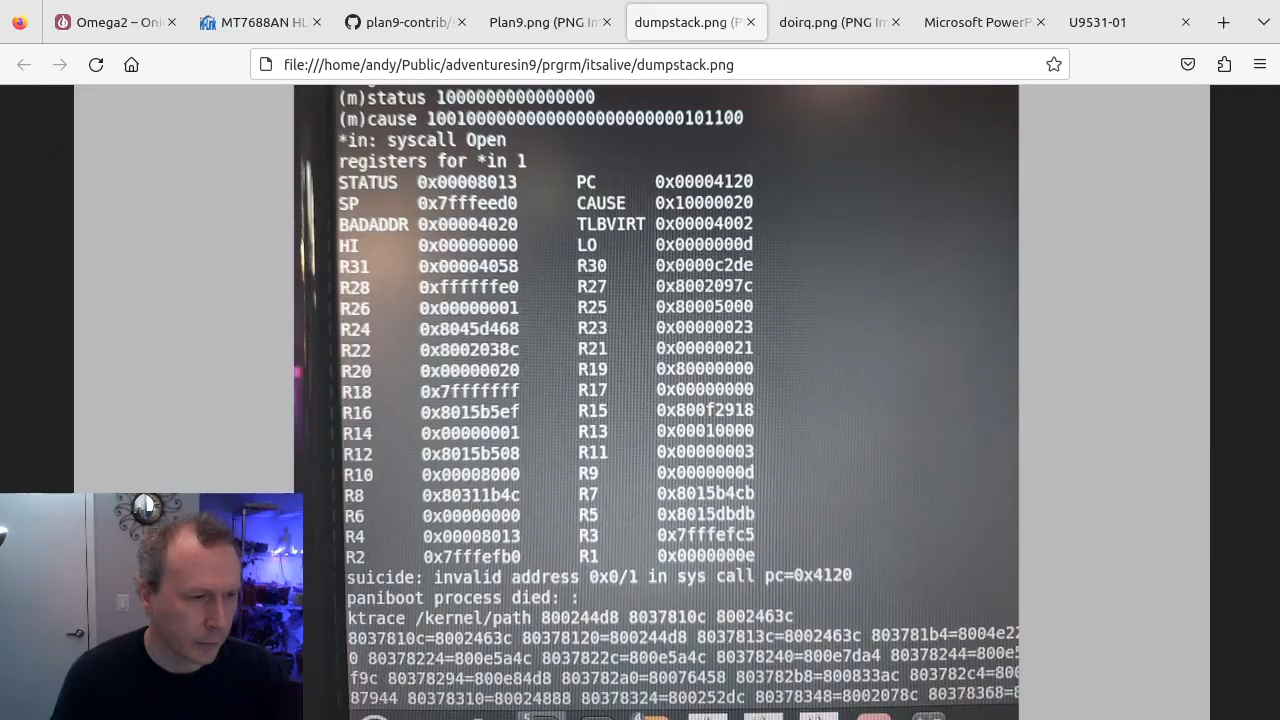 Omega2 – Oni
MT7688AN HL
plan9-contrib/
Plan9.png (PNG Im
dumpstack.png (P
doirq.png (PNG Im
Microsoft PowerP
U9531-01
file:///home/andy/Public/adventuresin9/prgrm/itsalive/dumpstack.png
(m)status 1000000000000000
*in: syscall Open
registers for *in 1
STATUS 0x00008013 PC 0x00004120
SP 0x7fffeed0 CAUSE 0x10000020
BADADDR 0x00004020 TLBVIRT 0x00004002
HI 0x00000000 LO 0x0000000d
R31 0x00004058 R30 0x0000c2de
R28 0xffffffe0 R27 0x8002097c
R26 0x00000001 R25 0x80005000
R24 0x8045d468 R23 0x00000023
R22 0x8002038c R21 0x00000021
R20 0x00000020 R19 0x80000000
R18 0x7fffffff R17 0x00000000
R16 0x8015b5ef R15 0x800f2918
R14 0x00000001 R13 0x00010000
R12 0x8015b508 R11 0x00000003
R10 0x00008000 R9 0x0000000d
R8 0x80311b4c R7 0x8015b4cb
R6 0x00000000 R5 0x8015dbdb
R4 0x00008013 R3 0x7fffefc5
R2 0x7fffefb0 R1 0x0000000e
suicide: invalid address 0x0/1 in sys call pc=0x4120
paniboot process died: :
ktrace /kernel/path 800244d8 8037810c 8002463c
8037810c=8002463c 80378120=800244d8 8037813c=8002463c 803781b4=8004e22
0 80378224=800e5a4c 8037822c=800e5a4c 80378240=800e7da4 80378244=800e5
f9c 80378294=800e84d8 803782a0=80076458 803782b8=800833ac 803782c4=800
87944 80378310=80024888 80378324=800252dc 80378348=8002078c 80378368=8